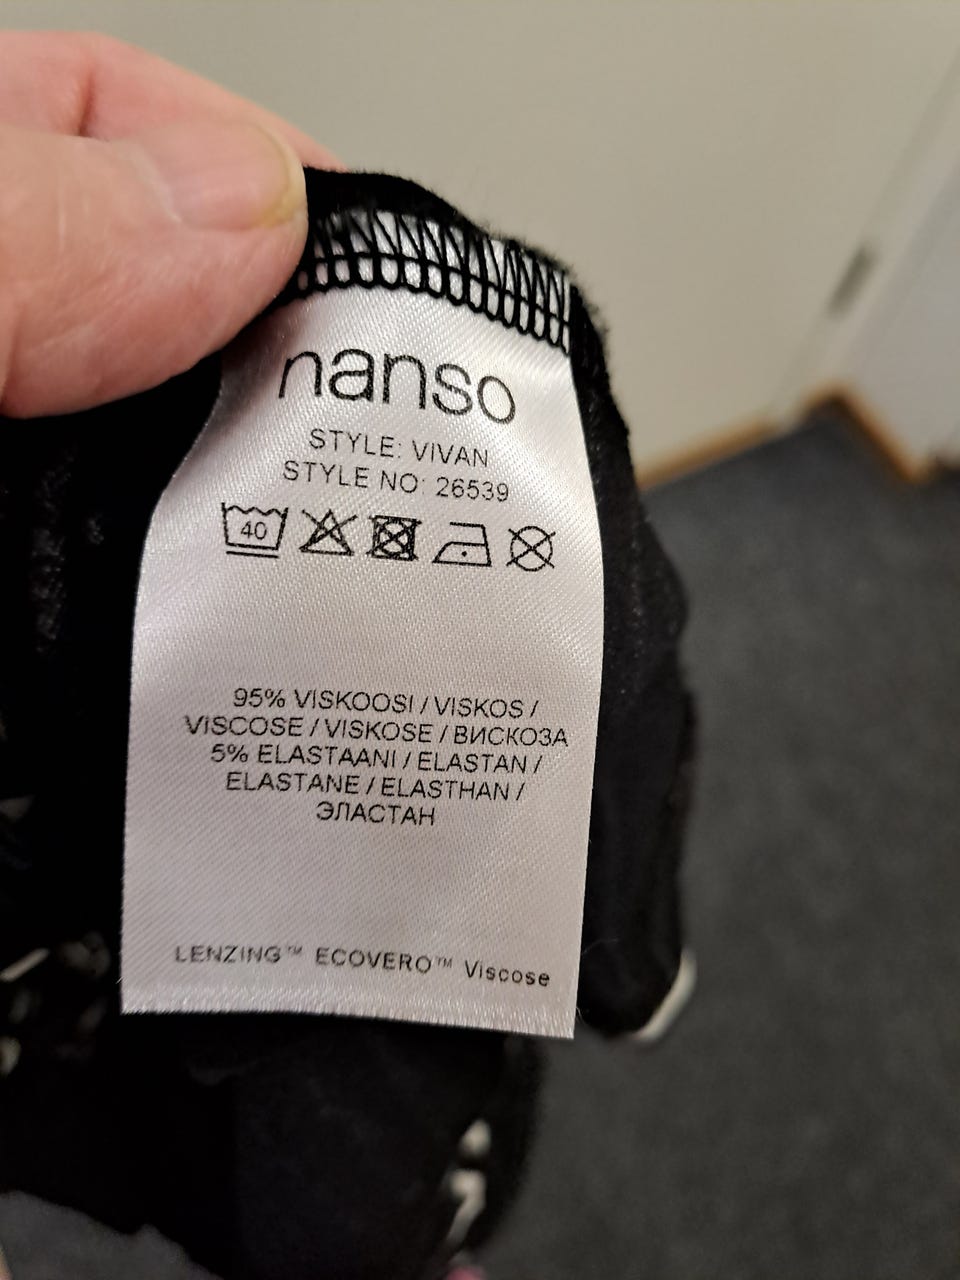 nanso
STYLE: VIVAN
STYLE NO: 26539
40
95% VISKOOSI / VISKOS /
VISCOSE / VISKOSE / ВИСКОЗА
5% ELASTAANI / ELASTAN /
ELASTANE / ELASTHAN /
ЭЛАСТАН
LENZING™ ECOVERO™ Viscose